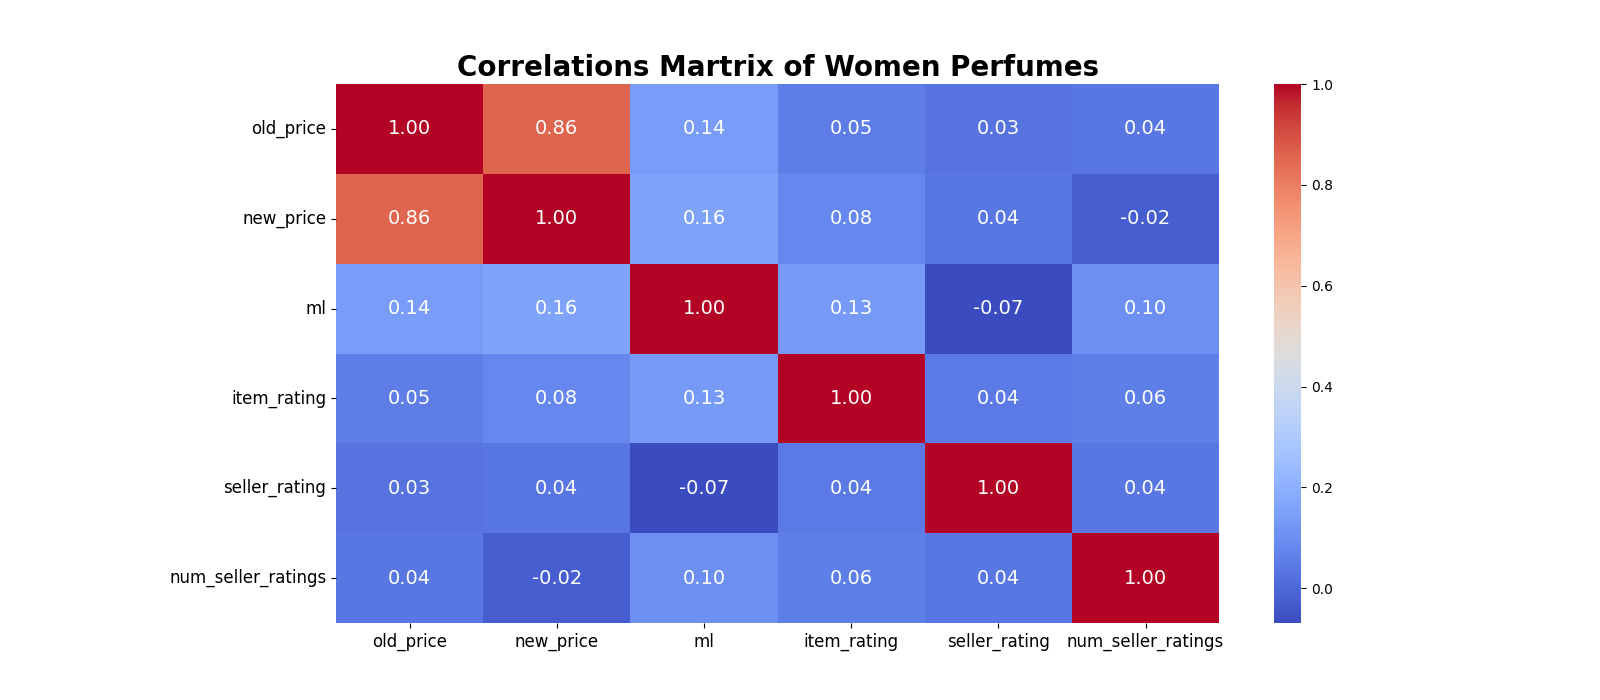 Correlations Martrix of Women Perfumes
old_price 1.00 0.86 0.14 0.05 0.03 0.04
new_price 0.86 1.00 0.16 0.08 0.04 -0.02
ml 0.14 0.16 1.00 0.13 -0.07 0.10
item_rating 0.05 0.08 0.13 1.00 0.04 0.06
seller_rating 0.03 0.04 -0.07 0.04 1.00 0.04
num_seller_ratings 0.04 -0.02 0.10 0.06 0.04 1.00
old_price new_price ml item_rating seller_rating num_seller_ratings
1.0
0.8
0.6
0.4
0.2
0.0